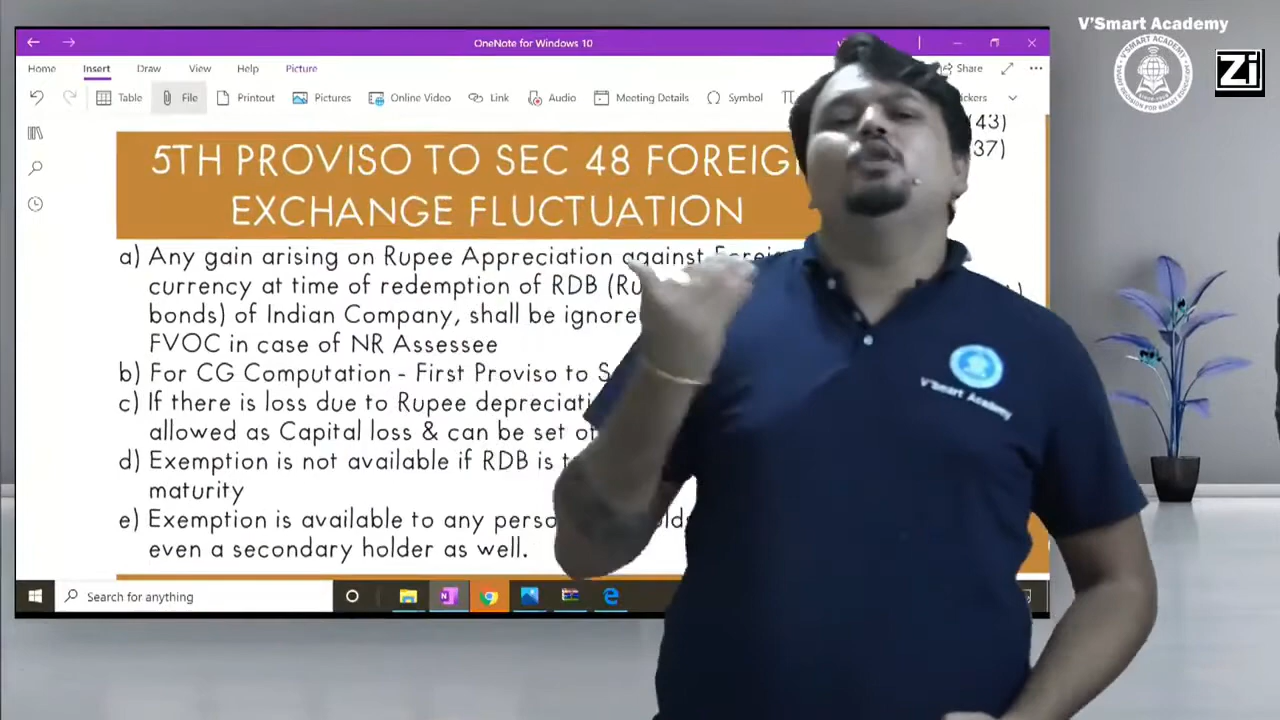 V'Smart Academy
Zi
OneNote for Windows 10
Home Insert Draw View Help Picture Share
Table File Printout Pictures Online Video Link Audio Meeting Details Symbol
(43)
(37)
5TH PROVISO TO SEC 48 FOREIG
EXCHANGE FLUCTUATION
a) Any gain arising on Rupee Appreciation against
currency at time of redemption of RDB
bonds) of Indian Company, shall be
FVOC in case of NR Assessee
b) For CG Computation - First Proviso to
c) If there is loss due to Rupee
allowed as Capital loss & can be set
d) Exemption is not available if RDB is
maturity
e) Exemption is available to any
even a secondary holder as well.
Search for anything
V'Smart Academy